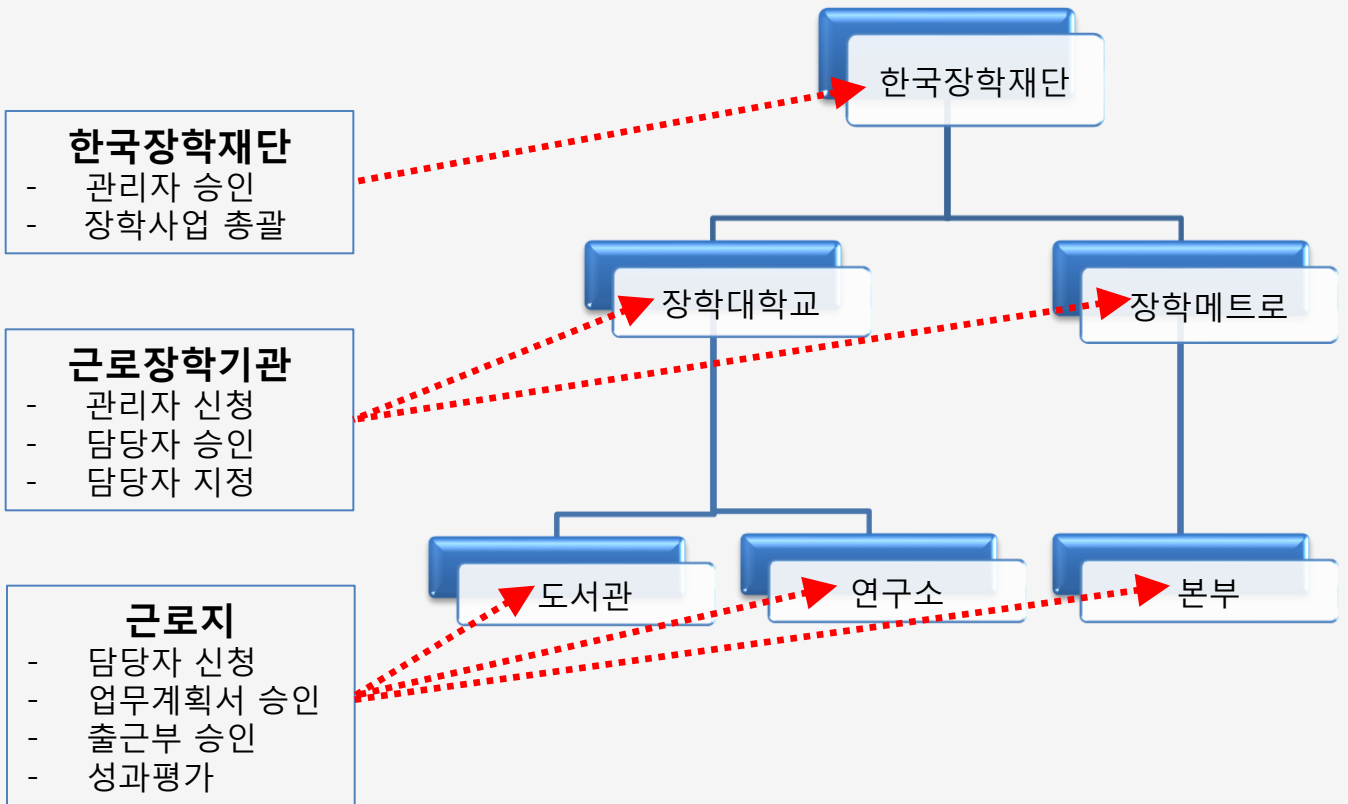 한국장학재단
한국장학재단
- 관리자 승인
- 장학사업 총괄
장학대학교
장학메트로
근로장학기관
- 관리자 신청
- 담당자 승인
- 담당자 지정
도서관
연구소
본부
근로지
- 담당자 신청
- 업무계획서 승인
- 출근부 승인
- 성과평가